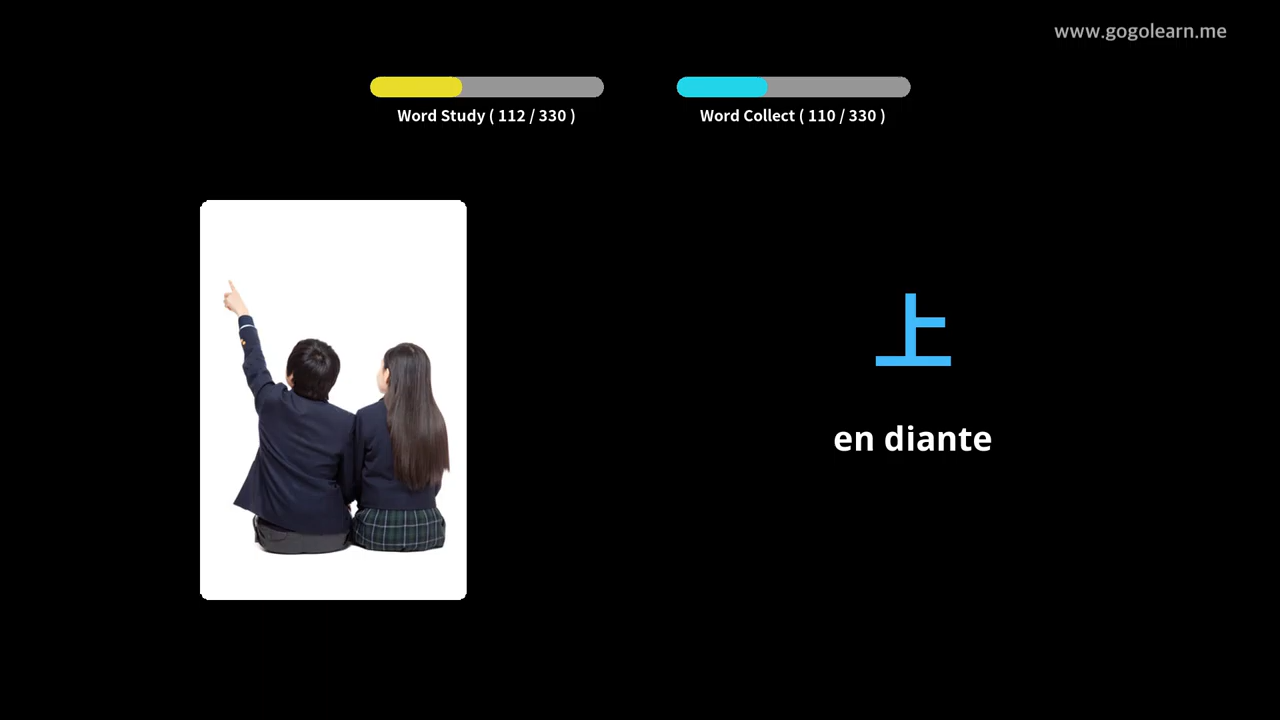 www.gogolearn.me
Word Study ( 112 / 330 )
Word Collect ( 110 / 330 )
上
en diante